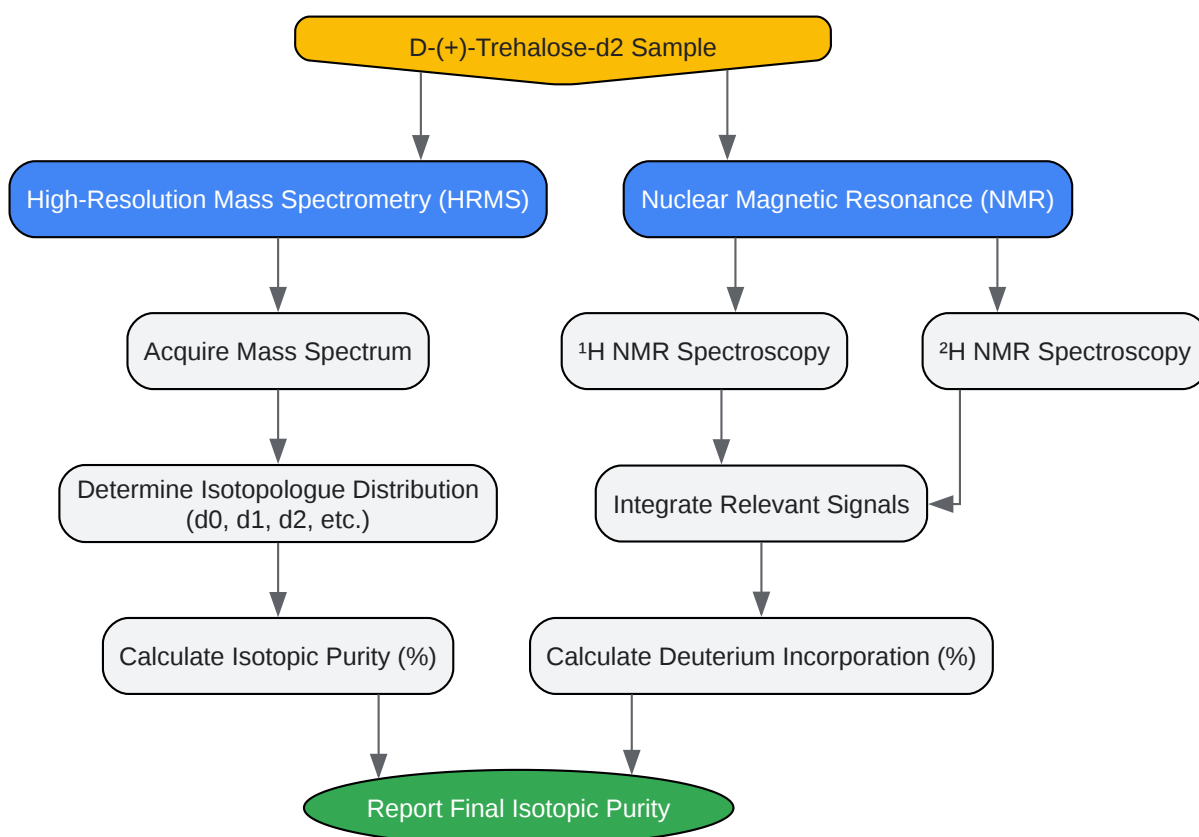 D-(+)-Trehalose-d2 Sample
High-Resolution Mass Spectrometry (HRMS)
Nuclear Magnetic Resonance (NMR)
Acquire Mass Spectrum
¹H NMR Spectroscopy
²H NMR Spectroscopy
Determine Isotopologue Distribution
(d0, d1, d2, etc.)
Integrate Relevant Signals
Calculate Isotopic Purity (%)
Calculate Deuterium Incorporation (%)
Report Final Isotopic Purity